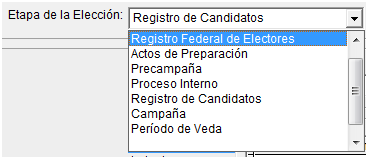 Etapa de la Elección: Registro de Candidatos
Registro Federal de Electores
Actos de Preparación
Precampaña
Proceso Interno
Registro de Candidatos
Campaña
Período de Veda